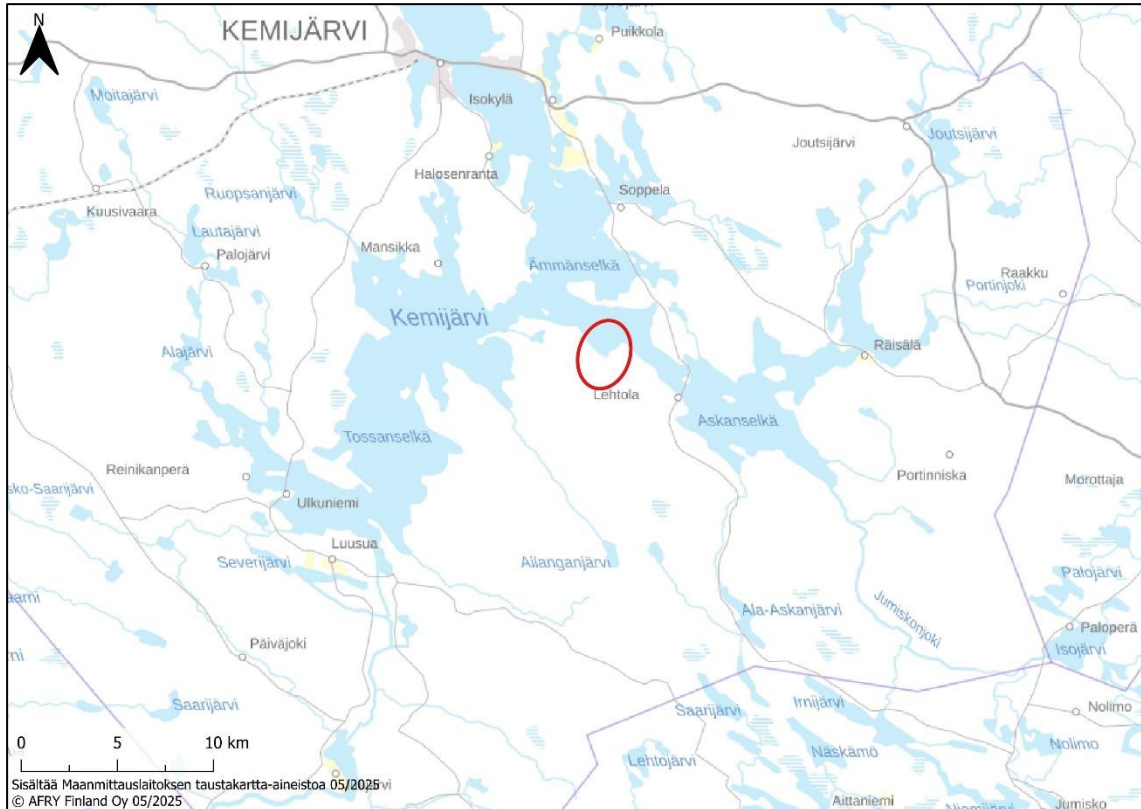 N
KEMIJÄRVI
Puikkola
Isokylä
Moitajärvi
Joutsijärvi
Joutsijärvi
Halosenranta
Kuusivaara
Ruopsanjärvi
Soppela
Lautajärvi
Palojärvi
Mansikka
Ämmänselkä
Raakku
Portinjoki
Kemijärvi
Alajärvi
Räisälä
Lehtola
Askanselkä
Tossanselkä
Reinikanperä
Portinniska
Morottaja
sko-Saarijärvi
Ulkuniemi
Luusua
Severijärvi
Ailanganjärvi
Palojärvi
Ala-Askanjärvi
Jumiskonjoki
Paloperä
Isojärvi
Päiväjoki
Saarijärvi
Saarijärvi
Irnijärvi
Nolimo
Nolimo
Näskämö
Lehtojärvi
0 5 10 km
Aittaniemi
Niemijärvi
Jumisko
Sisältää Maanmittauslaitoksen taustakartta-aineistoa 05/2025
© AFRY Finland Oy 05/2025